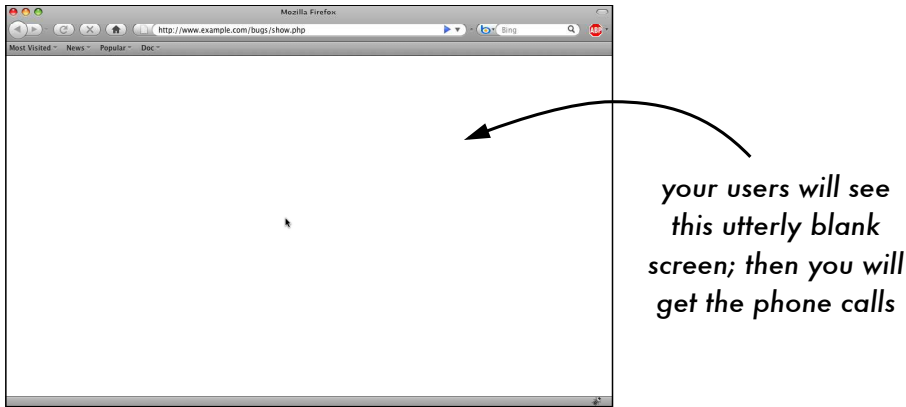 Mozilla Firefox
http://www.example.com/bugs/show.php
Bing
ABP
Most Visited News Popular Doc
your users will see
this utterly blank
screen; then you will
get the phone calls